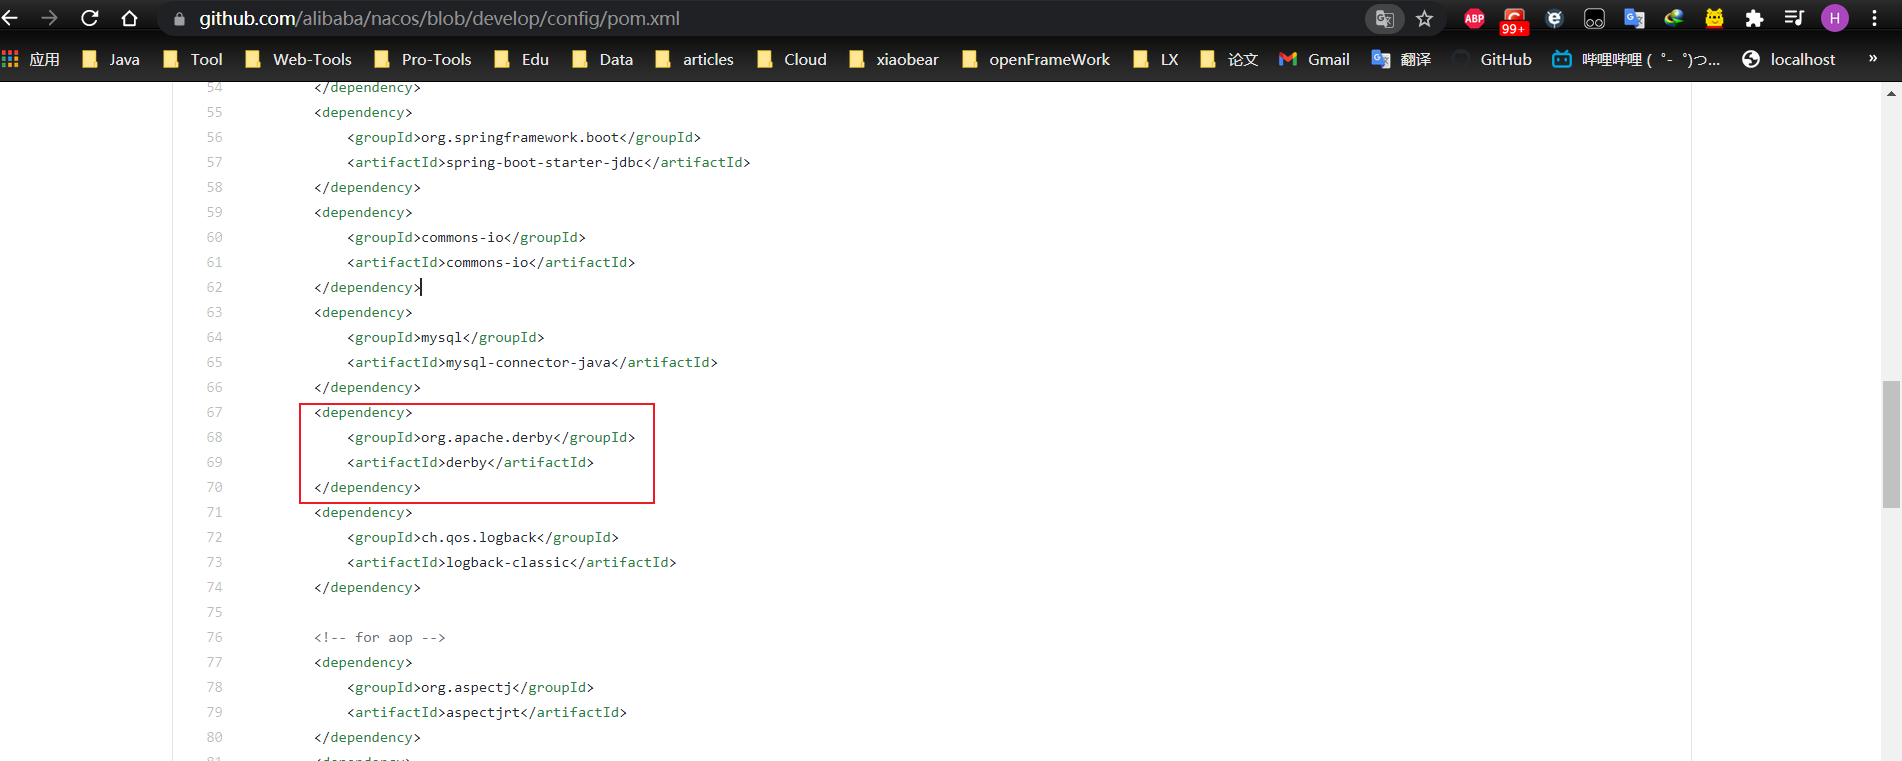 github.com/alibaba/nacos/blob/develop/config/pom.xml
ABP
99+
H
应用 Java Tool Web-Tools Pro-Tools Edu Data articles Cloud xiaobear openFrameWork LX 论文 Gmail 翻译 GitHub 哔哩哔哩 (゜-゜)つ... localhost »
54 </dependency>
55 <dependency>
56 <groupId>org.springframework.boot</groupId>
57 <artifactId>spring-boot-starter-jdbc</artifactId>
58 </dependency>
59 <dependency>
60 <groupId>commons-io</groupId>
61 <artifactId>commons-io</artifactId>
62 </dependency>
63 <dependency>
64 <groupId>mysql</groupId>
65 <artifactId>mysql-connector-java</artifactId>
66 </dependency>
67 <dependency>
68 <groupId>org.apache.derby</groupId>
69 <artifactId>derby</artifactId>
70 </dependency>
71 <dependency>
72 <groupId>ch.qos.logback</groupId>
73 <artifactId>logback-classic</artifactId>
74 </dependency>
75
76 <!-- for aop -->
77 <dependency>
78 <groupId>org.aspectj</groupId>
79 <artifactId>aspectjrt</artifactId>
80 </dependency>
81 <dependency>